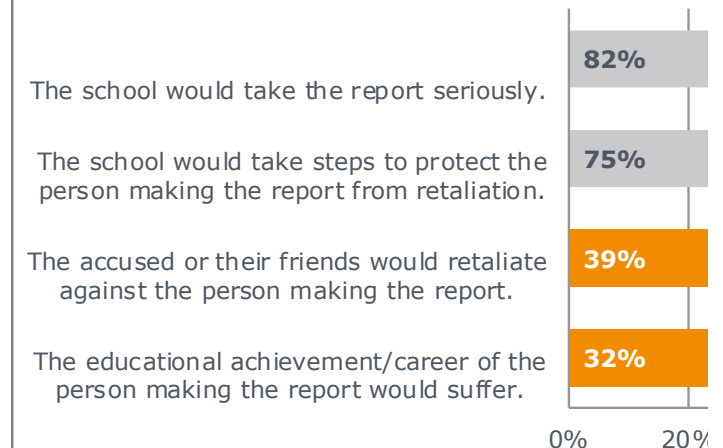 82%
The school would take the report seriously.
75%
The school would take steps to protect the
person making the report from retaliation.
39%
The accused or their friends would retaliate
against the person making the report.
32%
The educational achievement/career of the
person making the report would suffer.
0% 20%